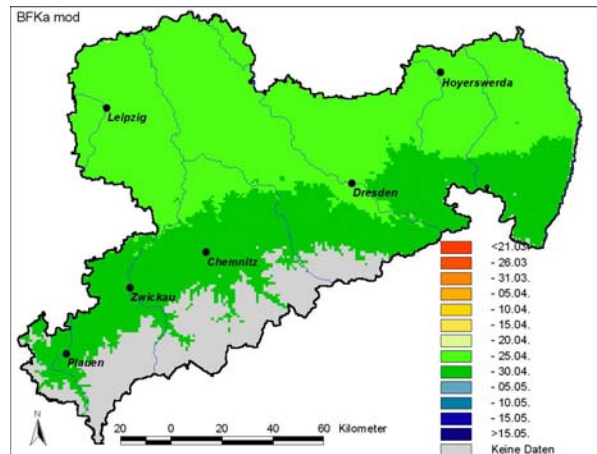 BFKa mod
Hoyerswerda
Leipzig
Dresden
Chemnitz
Zwickau
Plauen
<21.03.
- 26.03
- 31.03.
- 05.04.
- 10.04.
- 15.04.
- 20.04.
- 25.04.
- 30.04.
- 05.05.
- 10.05.
- 15.05.
>15.05.
Keine Daten
N
20 0 20 40 60 Kilometer